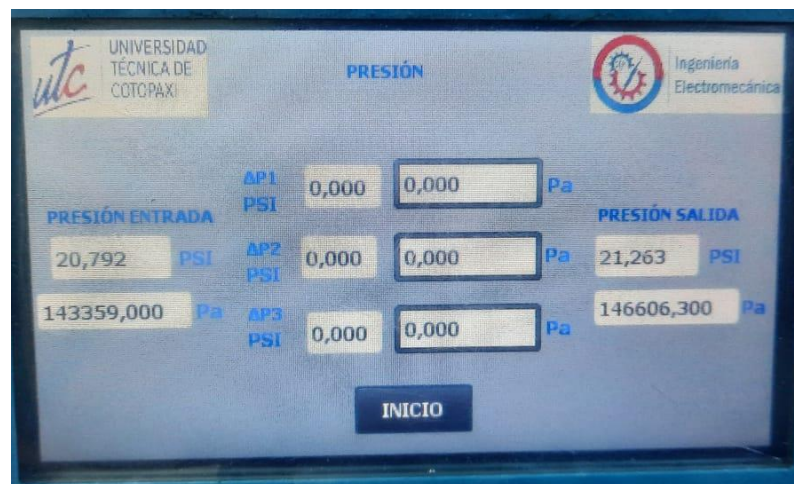 utc
UNIVERSIDAD
TÉCNICA DE
COTOPAXI
PRESIÓN
Ingeniería
Electromecánica
ΔP1
PSI
0,000
0,000
Pa
PRESIÓN ENTRADA
20,792 PSI
143359,000 Pa
ΔP2
PSI
0,000
0,000
Pa
ΔP3
PSI
0,000
0,000
Pa
PRESIÓN SALIDA
21,263 PSI
146606,300 Pa
INICIO